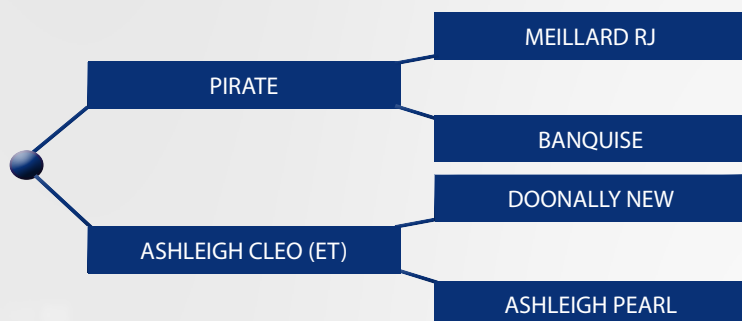 MEILLARD RJ
PIRATE
BANQUISE
DOONALLY NEW
ASHLEIGH CLEO (ET)
ASHLEIGH PEARL